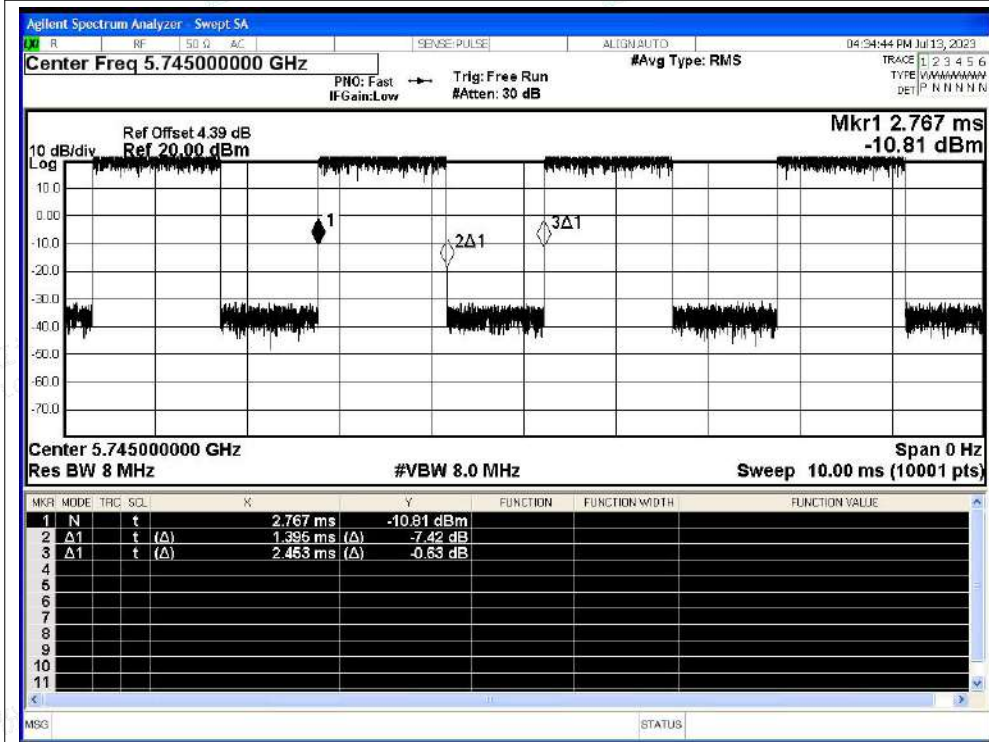 Agilent Spectrum Analyzer - Swept SA
LXI R RF 50 Ω AC SENSE:PULSE ALIGN AUTO 04:34:44 PM Jul 13, 2023
Center Freq 5.745000000 GHz #Avg Type: RMS TRACE 1 2 3 4 5 6
PNO: Fast Trig: Free Run TYPE WWWWWWW
IFGain:Low #Atten: 30 dB DET P N N N N N
Mkr1 2.767 ms
Ref Offset 4.39 dB
10 dB/div Ref 20.00 dBm -10.81 dBm
Log
10.0
0.00
1
3Δ1
-10.0
2Δ1
-20.0
-30.0
-40.0
-50.0
-60.0
-70.0
Center 5.745000000 GHz Span 0 Hz
Res BW 8 MHz #VBW 8.0 MHz Sweep 10.00 ms (10001 pts)
MKR MODE TRC SCL X Y FUNCTION FUNCTION WIDTH FUNCTION VALUE
1 N t 2.767 ms -10.81 dBm
2 Δ1 t (Δ) 1.395 ms (Δ) -7.42 dB
3 Δ1 t (Δ) 2.453 ms (Δ) -0.63 dB
4
5
6
7
8
9
10
11
MSG STATUS